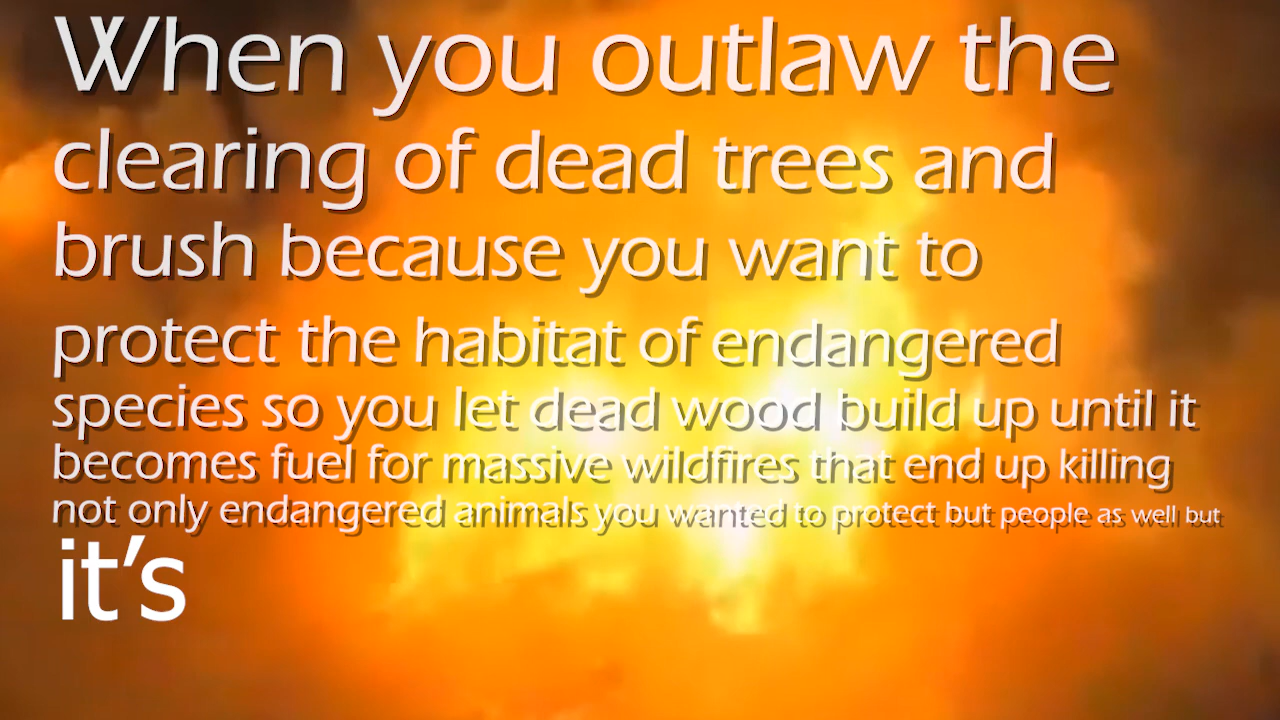 When you outlaw the
clearing of dead trees and
brush because you want to
protect the habitat of endangered
species so you let dead wood build up until it
becomes fuel for massive wildfires that end up killing
not only endangered animals you wanted to protect but people as well but
it’s